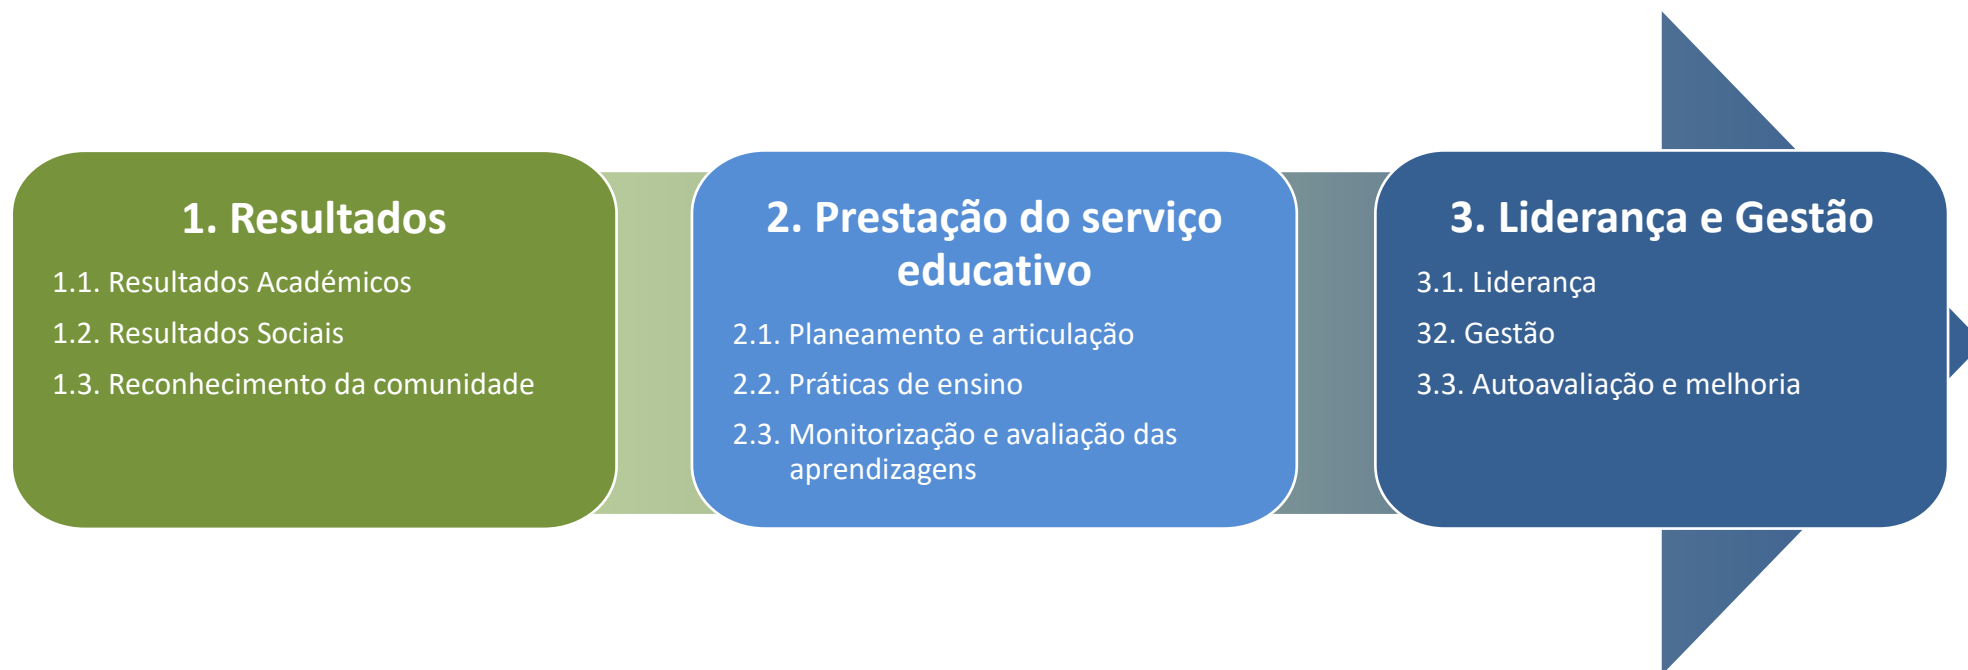 1. Resultados
1.1. Resultados Académicos
1.2. Resultados Sociais
1.3. Reconhecimento da comunidade
2. Prestação do serviço
educativo
2.1. Planeamento e articulação
2.2. Práticas de ensino
2.3. Monitorização e avaliação das
aprendizagens
3. Liderança e Gestão
3.1. Liderança
32. Gestão
3.3. Autoavaliação e melhoria